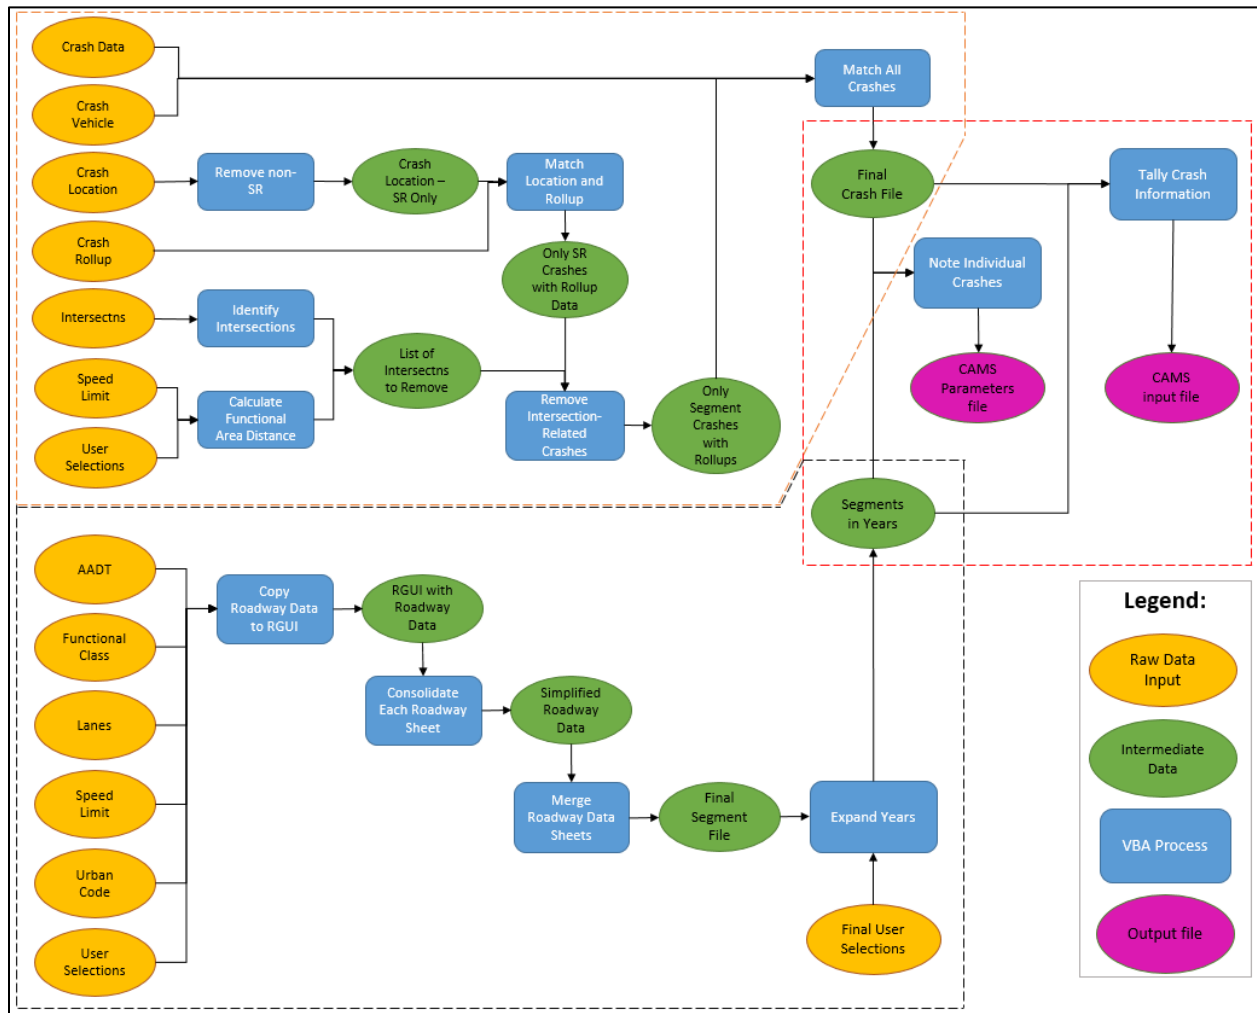 Crash Data
Crash
Vehicle
Match All
Crashes
Crash
Location
Remove non-
SR
Crash
Location –
SR Only
Match
Location and
Rollup
Final
Crash File
Tally Crash
Information
Crash
Rollup
Only SR
Crashes
with Rollup
Data
Note Individual
Crashes
Intersectns
Identify
Intersections
List of
Intersectns
to Remove
Speed
Limit
User
Selections
Calculate
Functional
Area Distance
Remove
Intersection-
Related
Crashes
Only
Segment
Crashes
with
Rollups
CAMS
Parameters
file
CAMS
input file
Segments
in Years
AADT
Functional
Class
Lanes
Speed
Limit
Urban
Code
User
Selections
Copy
Roadway Data
to RGUI
RGUI with
Roadway
Data
Consolidate
Each Roadway
Sheet
Simplified
Roadway
Data
Merge
Roadway Data
Sheets
Final
Segment
File
Expand Years
Final User
Selections
Legend:
Raw Data
Input
Intermediate
Data
VBA Process
Output file